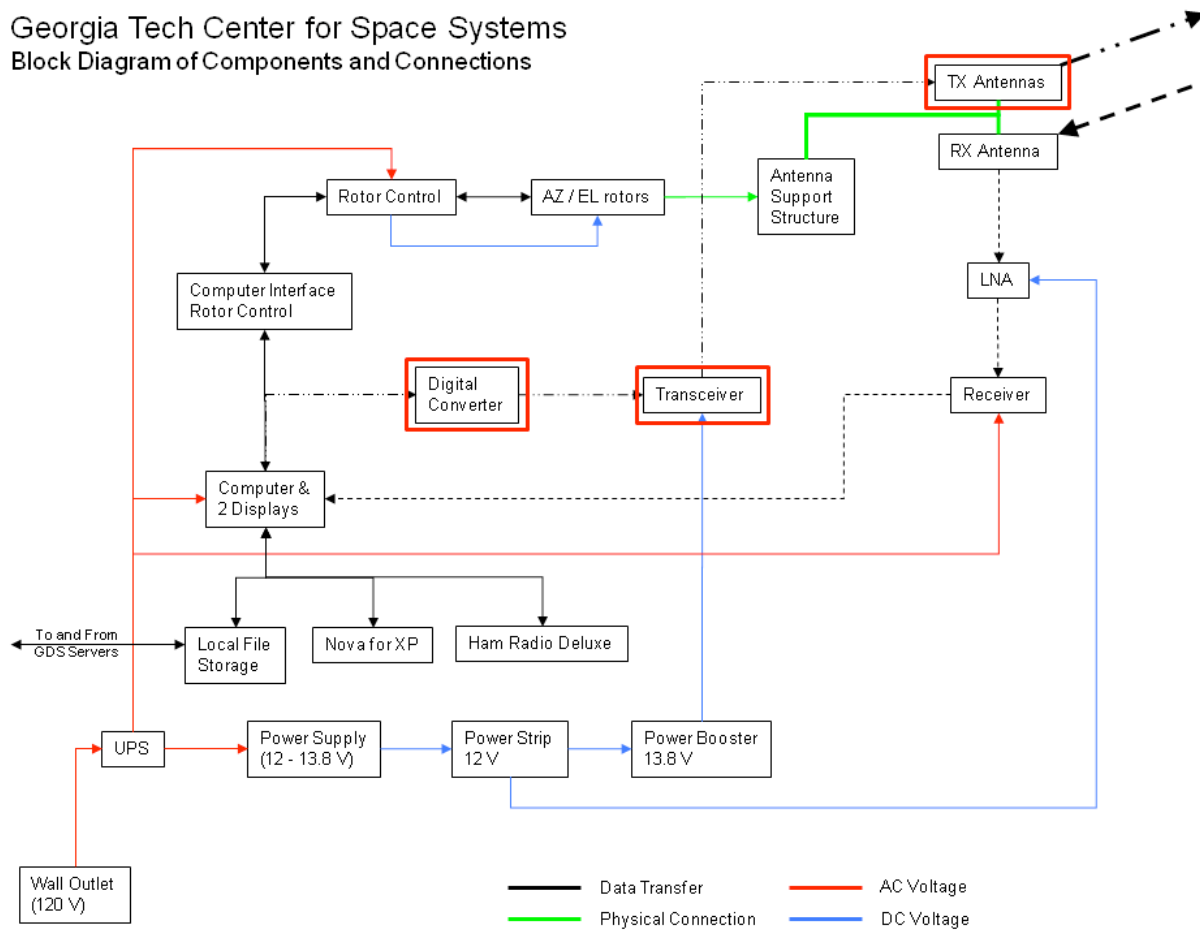 Georgia Tech Center for Space Systems
Block Diagram of Components and Connections
TX Antennas
RX Antenna
Antenna
Support
Structure
Rotor Control
AZ / EL rotors
LNA
Computer Interface
Rotor Control
Digital
Converter
Transceiver
Receiver
Computer &
2 Displays
To and From
GDS Servers
Local File
Storage
Nova for XP
Ham Radio Deluxe
UPS
Power Supply
(12 - 13.8 V)
Power Strip
12 V
Power Booster
13.8 V
Wall Outlet
(120 V)
Data Transfer
AC Voltage
Physical Connection
DC Voltage